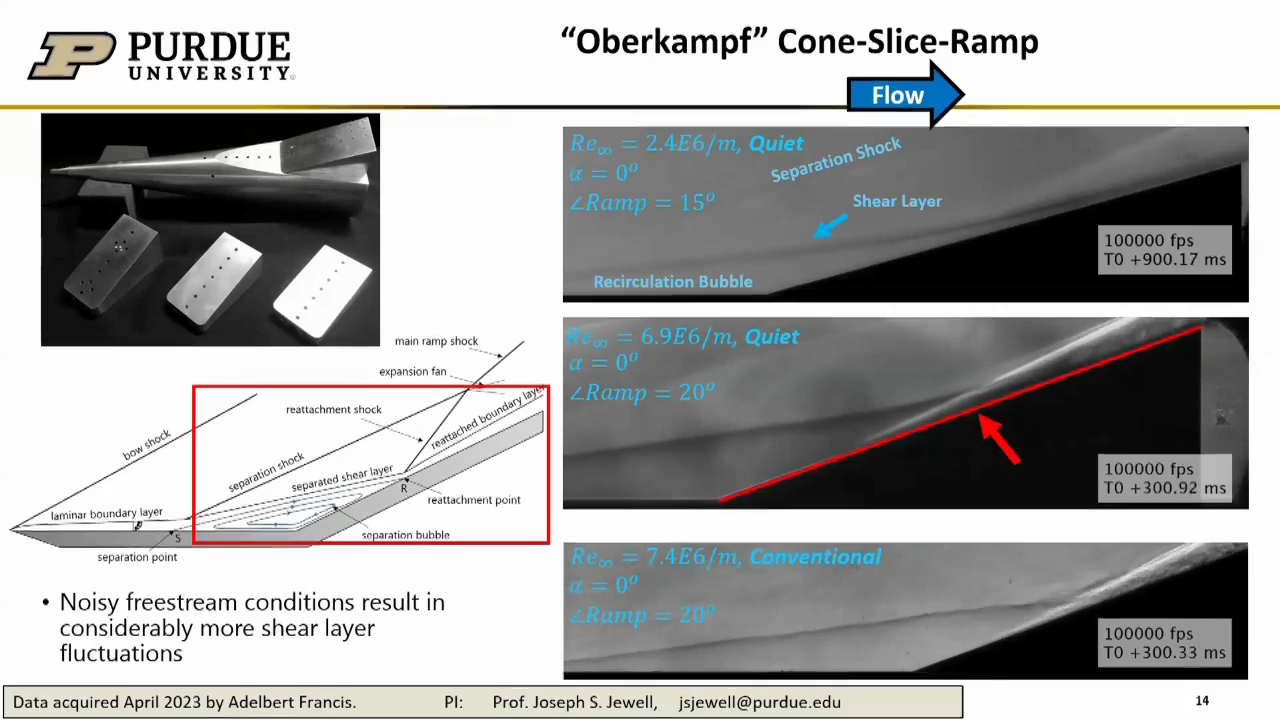 PURDUE
UNIVERSITY
“Oberkampf” Cone-Slice-Ramp
Flow
Re∞ = 2.4E6/m, Quiet
α = 0°
∠Ramp = 15°
Separation Shock
Shear Layer
Recirculation Bubble
100000 fps
T0 +900.17 ms
Re∞ = 6.9E6/m, Quiet
α = 0°
∠Ramp = 20°
100000 fps
T0 +300.92 ms
Re∞ = 7.4E6/m, Conventional
α = 0°
∠Ramp = 20°
100000 fps
T0 +300.33 ms
main ramp shock
expansion fan
reattachment shock
reattached boundary layer
bow shock
separation shock
separated shear layer
R
reattachment point
laminar boundary layer
S
separation bubble
separation point
• Noisy freestream conditions result in
considerably more shear layer
fluctuations
Data acquired April 2023 by Adelbert Francis. PI: Prof. Joseph S. Jewell, jsjewell@purdue.edu
14